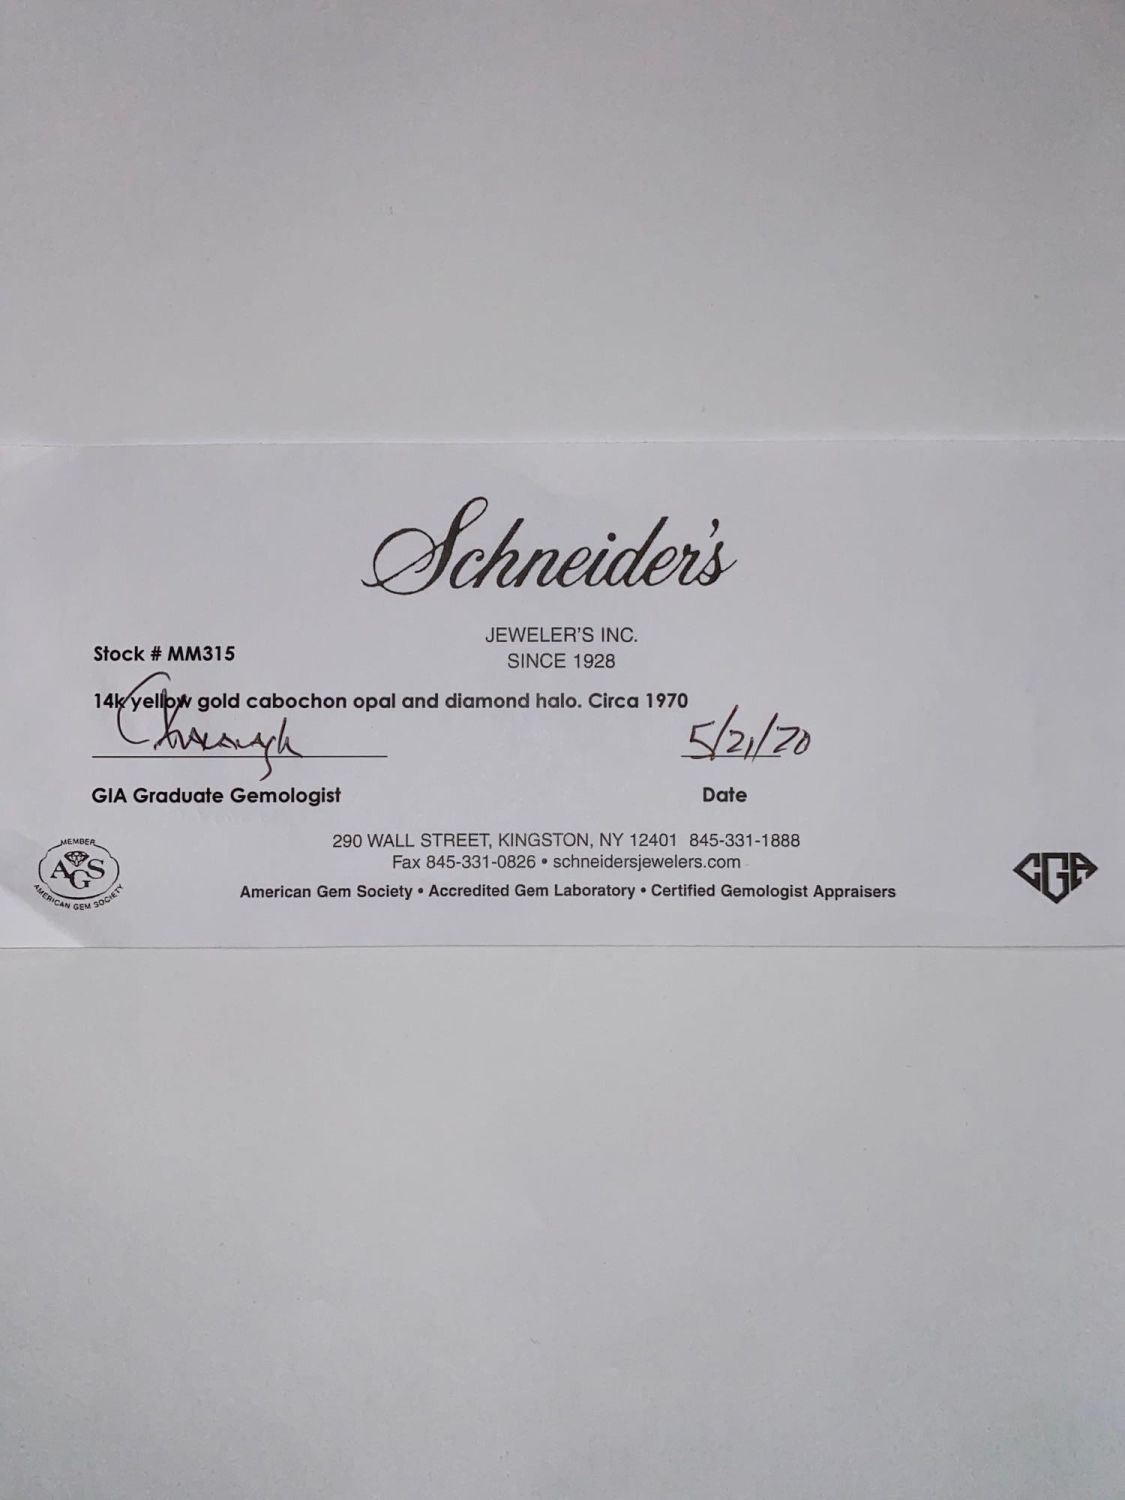 Schneider's
JEWELER'S INC.
SINCE 1928
Stock # MM315
14k yellow gold cabochon opal and diamond halo. Circa 1970
5/21/20
GIA Graduate Gemologist
Date
290 WALL STREET, KINGSTON, NY 12401 845-331-1888
Fax 845-331-0826 • schneidersjewelers.com
American Gem Society • Accredited Gem Laboratory • Certified Gemologist Appraisers
MEMBER
AGS
AMERICAN GEM SOCIETY
CGA